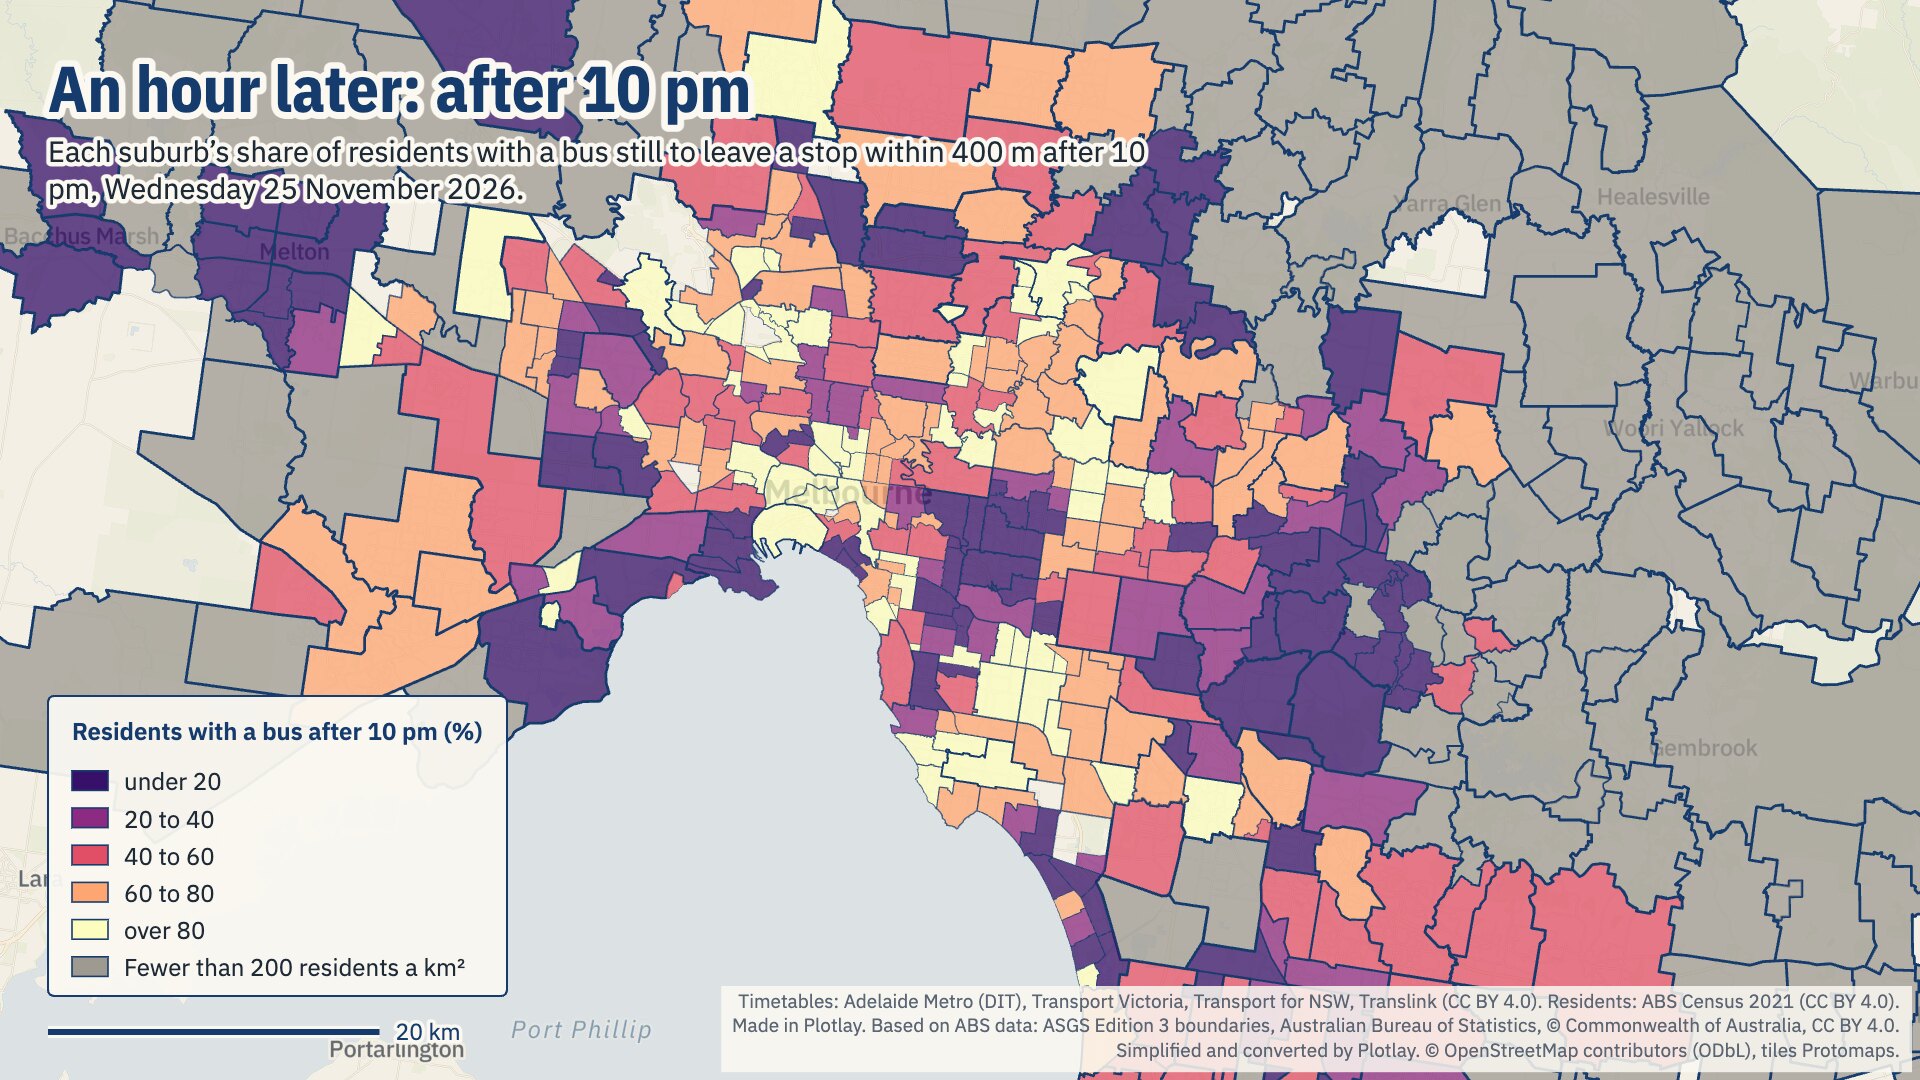 An hour later: after 10 pm
Each suburb's share of residents with a bus still to leave a stop within 400 m after 10
pm, Wednesday 25 November 2026.
Yarra Glen
Healesville
Bacchus Marsh
Melton
Warbu
Woori Yallock
Melbourne
Gembrook
Residents with a bus after 10 pm (%)
under 20
20 to 40
40 to 60
60 to 80
over 80
Fewer than 200 residents a km²
Lara
20 km
Port Phillip
Portarlington
Timetables: Adelaide Metro (DIT), Transport Victoria, Transport for NSW, Translink (CC BY 4.0). Residents: ABS Census 2021 (CC BY 4.0).
Made in Plotlay. Based on ABS data: ASGS Edition 3 boundaries, Australian Bureau of Statistics, © Commonwealth of Australia, CC BY 4.0.
Simplified and converted by Plotlay. © OpenStreetMap contributors (ODbL), tiles Protomaps.